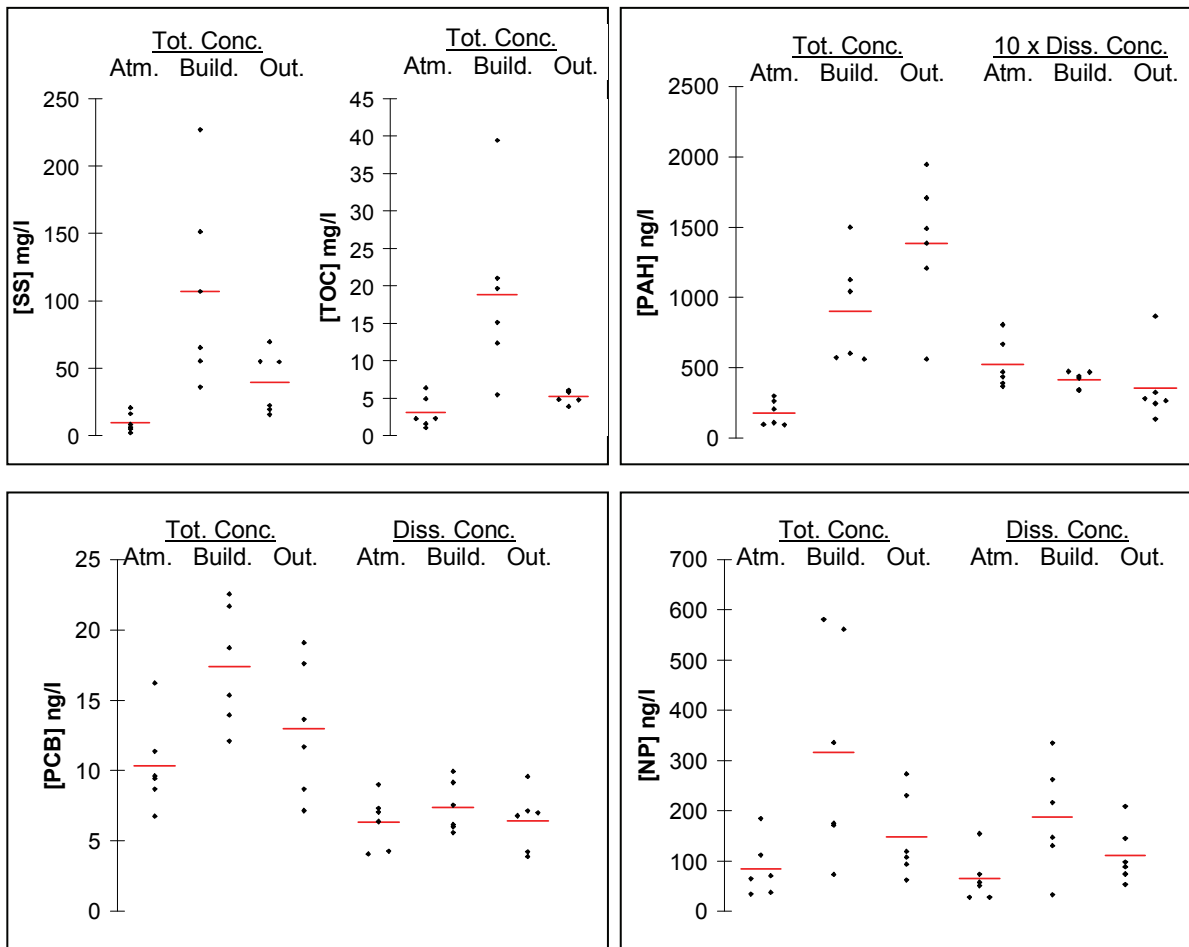 Tot. Conc.
Atm. Build. Out.
250
200
150
100
50
0
[SS] mg/l
Tot. Conc.
Atm. Build. Out.
45
40
35
30
25
20
15
10
5
0
[TOC] mg/l
Tot. Conc. 10 x Diss. Conc.
Atm. Build. Out. Atm. Build. Out.
2500
2000
1500
1000
500
0
[PAH] ng/l
Tot. Conc. Diss. Conc.
Atm. Build. Out. Atm. Build. Out.
25
20
15
10
5
0
[PCB] ng/l
Tot. Conc. Diss. Conc.
Atm. Build. Out. Atm. Build. Out.
700
600
500
400
300
200
100
0
[NP] ng/l